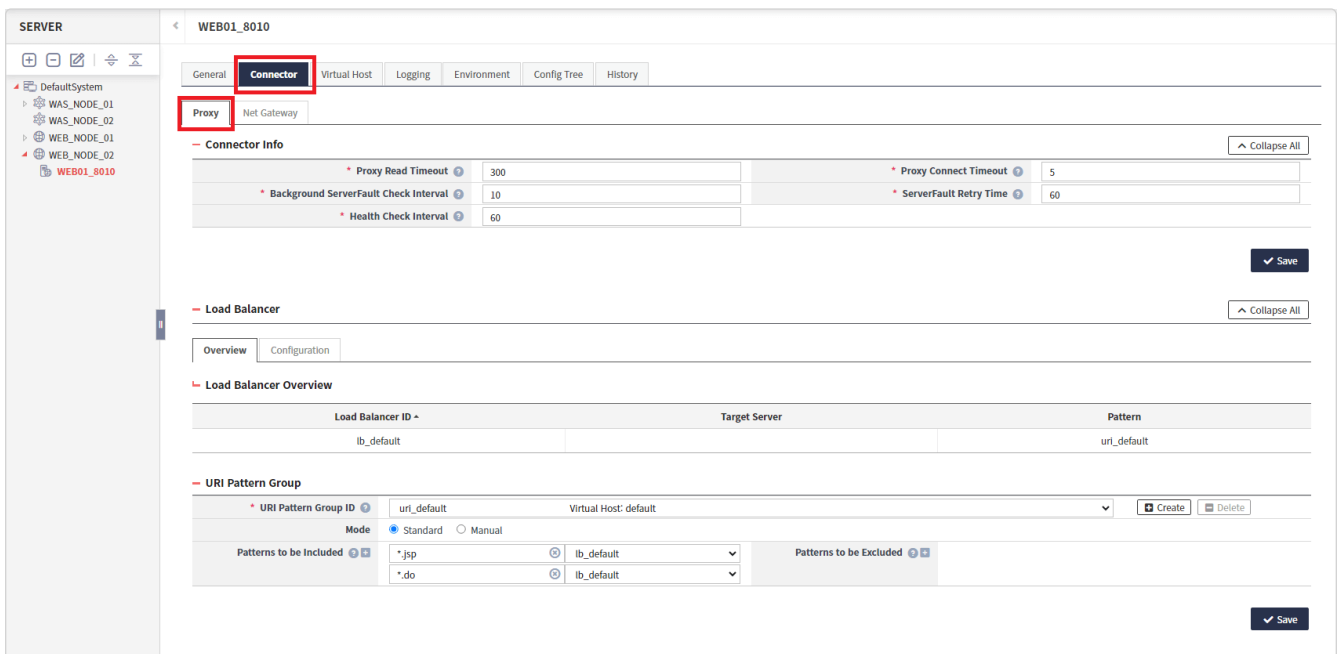 SERVER
WEB01_8010
DefaultSystem
WAS_NODE_01
WAS_NODE_02
WEB_NODE_01
WEB_NODE_02
WEB01_8010
General Connector Virtual Host Logging Environment Config Tree History
Proxy Net Gateway
Connector Info Collapse All
* Proxy Read Timeout 300 * Proxy Connect Timeout 5
* Background ServerFault Check Interval 10 * ServerFault Retry Time 60
* Health Check Interval 60
Save
Load Balancer Collapse All
Overview Configuration
Load Balancer Overview
Load Balancer ID Target Server Pattern
lb_default uri_default
URI Pattern Group
* URI Pattern Group ID uri_default Virtual Host: default Create Delete
Mode Standard Manual
Patterns to be Included *.jsp lb_default Patterns to be Excluded
*.do lb_default
Save